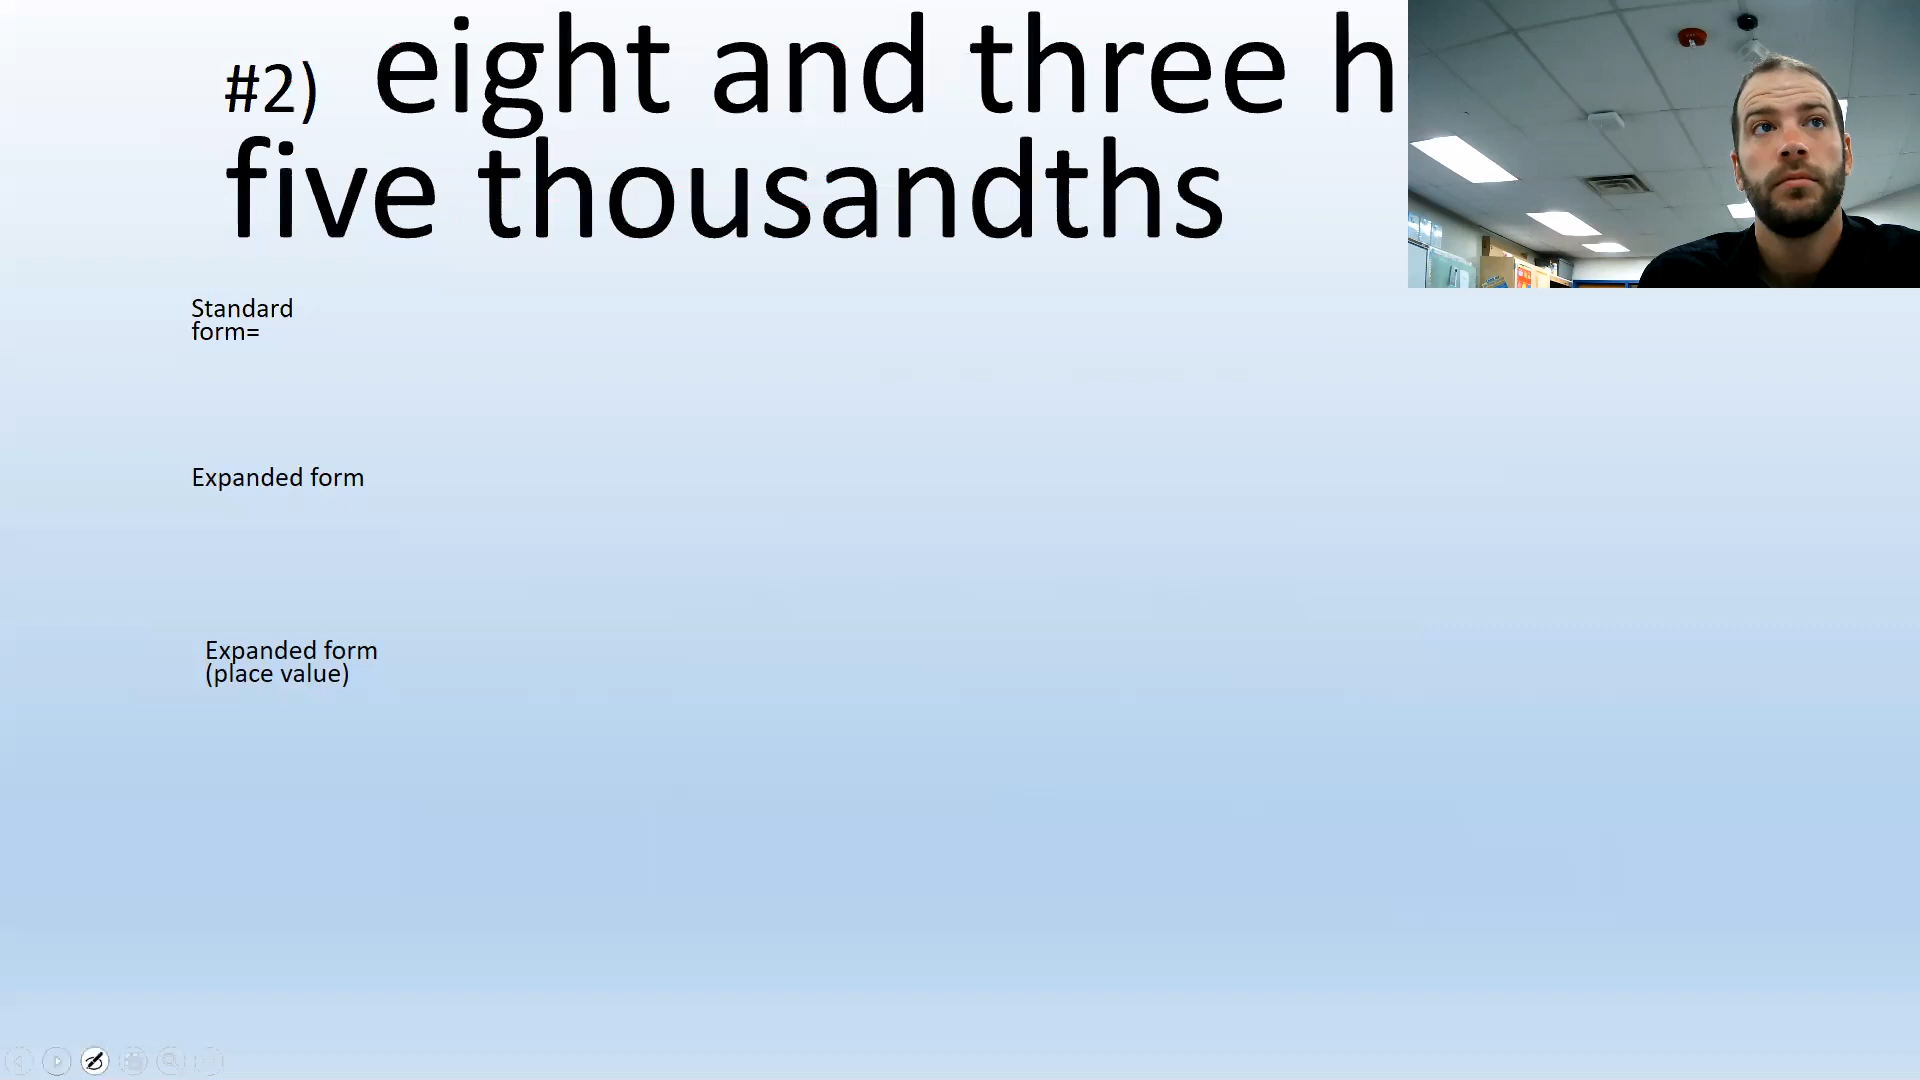 #2) eight and three h
five thousandths
Standard
form=
Expanded form
Expanded form
(place value)